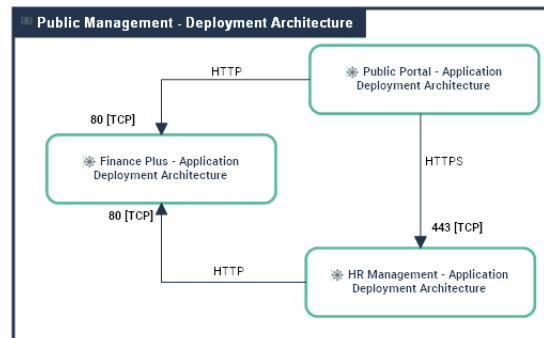 Public Management - Deployment Architecture
HTTP
Public Portal - Application
Deployment Architecture
80 [TCP]
Finance Plus - Application
Deployment Architecture
HTTPS
80 [TCP]
443 [TCP]
HTTP
HR Management - Application
Deployment Architecture